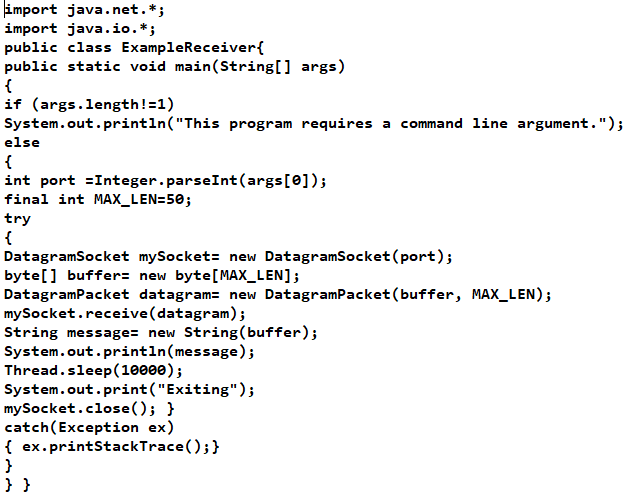 import java.net.*;
import java.io.*;
public class ExampleReceiver{
public static void main(String[] args)
{
if (args.length!=1)
System.out.println("This program requires a command line argument.");
else
{
int port =Integer.parseInt(args[0]);
final int MAX_LEN=50;
try
{
DatagramSocket mySocket= new DatagramSocket(port);
byte[] buffer= new byte[MAX_LEN];
DatagramPacket datagram= new DatagramPacket(buffer, MAX_LEN);
mySocket.receive(datagram);
String message= new String(buffer);
System.out.println(message);
Thread.sleep(10000);
System.out.print("Exiting");
mySocket.close(); }
catch(Exception ex)
{ ex.printStackTrace();}
}
} }